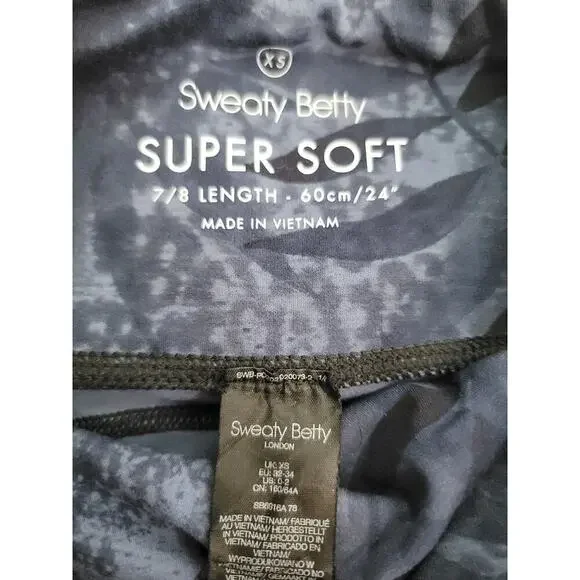 XS
Sweaty Betty
SUPER SOFT
7/8 LENGTH - 60cm/24"
MADE IN VIETNAM
Sweaty Betty
LONDON
UK: XS
EU: 32-34
US: 0-2
CN: 160/64A
SB6916A 78
MADE IN VIETNAM/ FABRIQUÉ
AU VIETNAM/ HERGESTELLT
IN VIETNAM/ PRODOTTO IN
VIETNAM/ FABRICADO EN
VIETNAM/
WYPRODUKOWANO W